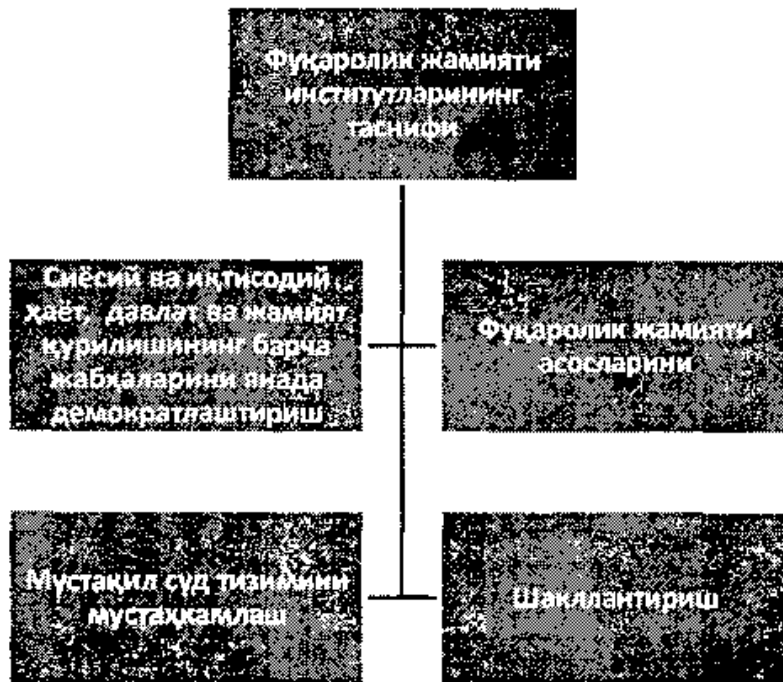 Фуқаролик жамияти
институтларининг
таснифи
Сиёсий ва иқтисодий
ҳаёт, давлат ва жамият
қурилишининг барча
жабҳаларини янада
демократлаштириш
Фуқаролик жамияти
асосларини
Мустақил суд тизимини
мустаҳкамлаш
Шакллантириш